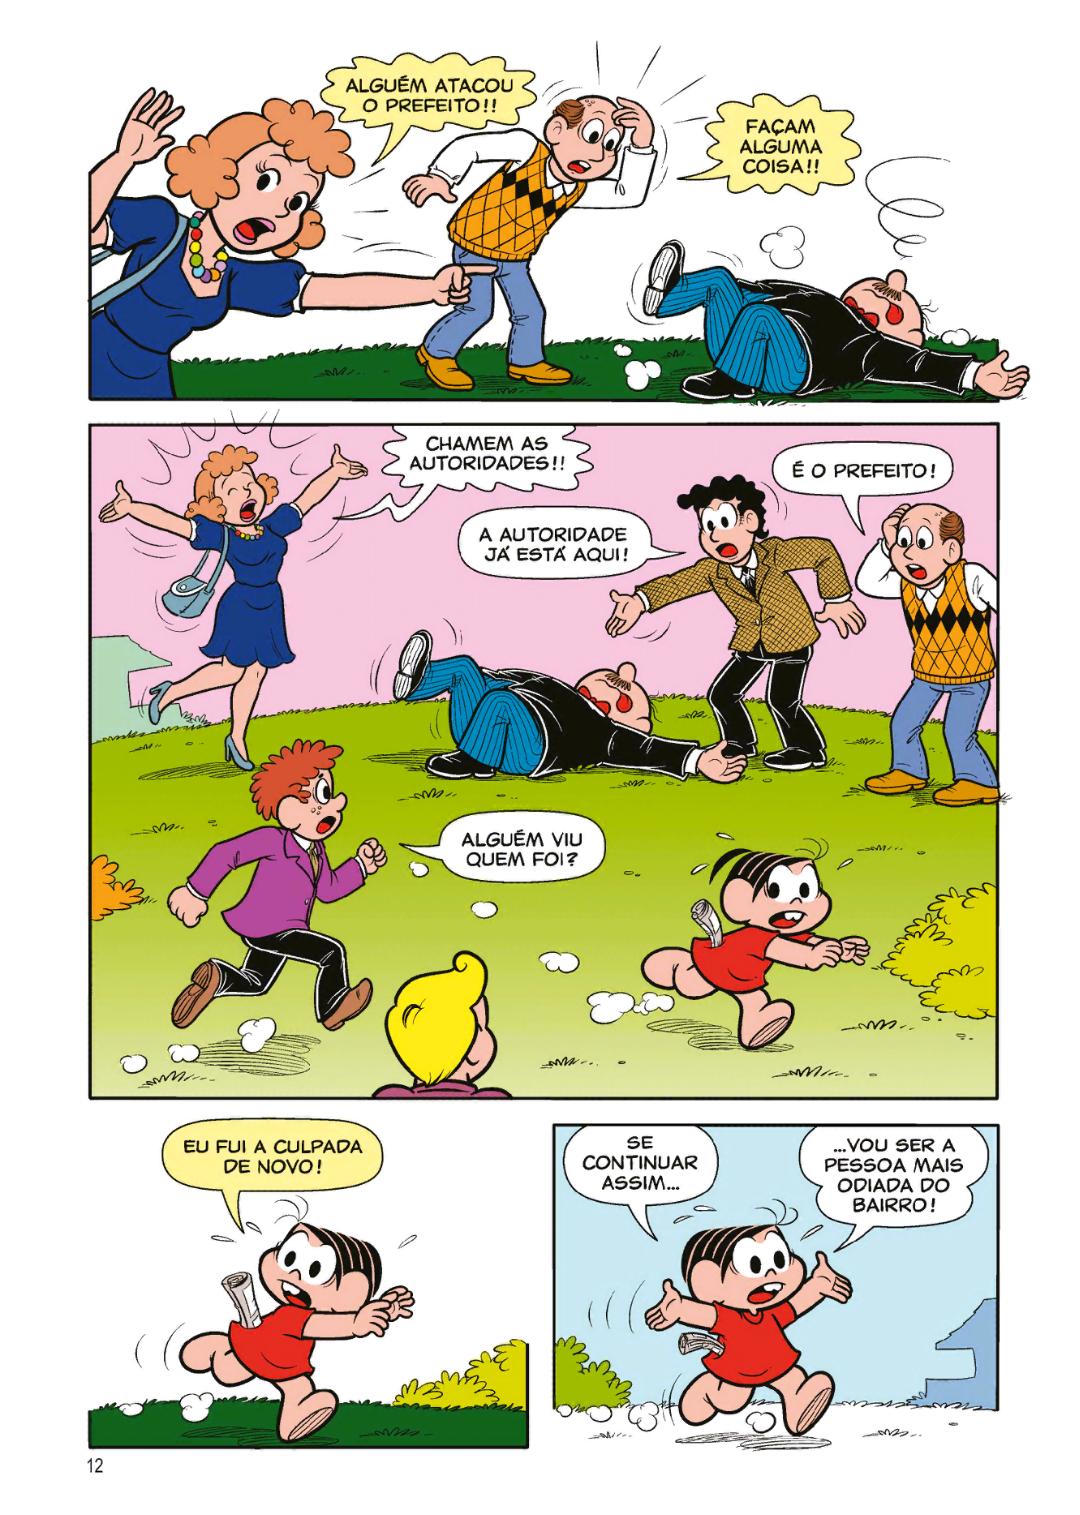 ALGUÉM ATACOU
O PREFEITO!!
FAÇAM
ALGUMA
COISA!!
CHAMEM AS
AUTORIDADES!!
A AUTORIDADE
JÁ ESTÁ AQUI!
É O PREFEITO!
ALGUÉM VIU
QUEM FOI?
EU FUI A CULPADA
DE NOVO!
SE
CONTINUAR
ASSIM...
...VOU SER A
PESSOA MAIS
ODIADA DO
BAIRRO!
12